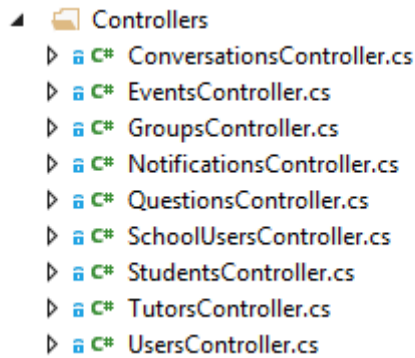 Controllers
C# ConversationsController.cs
C# EventsController.cs
C# GroupsController.cs
C# NotificationsController.cs
C# QuestionsController.cs
C# SchoolUsersController.cs
C# StudentsController.cs
C# TutorsController.cs
C# UsersController.cs